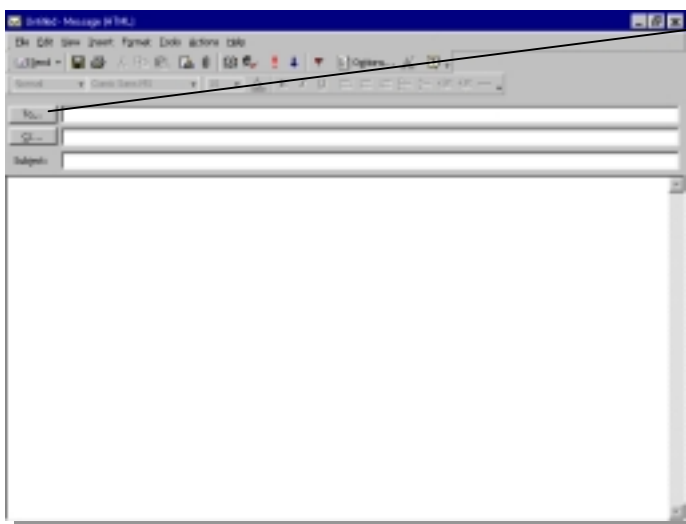 Untitled - Message (HTML)
File Edit View Insert Format Tools Actions Help
Send Options...
Normal
To...
Cc...
Subject: